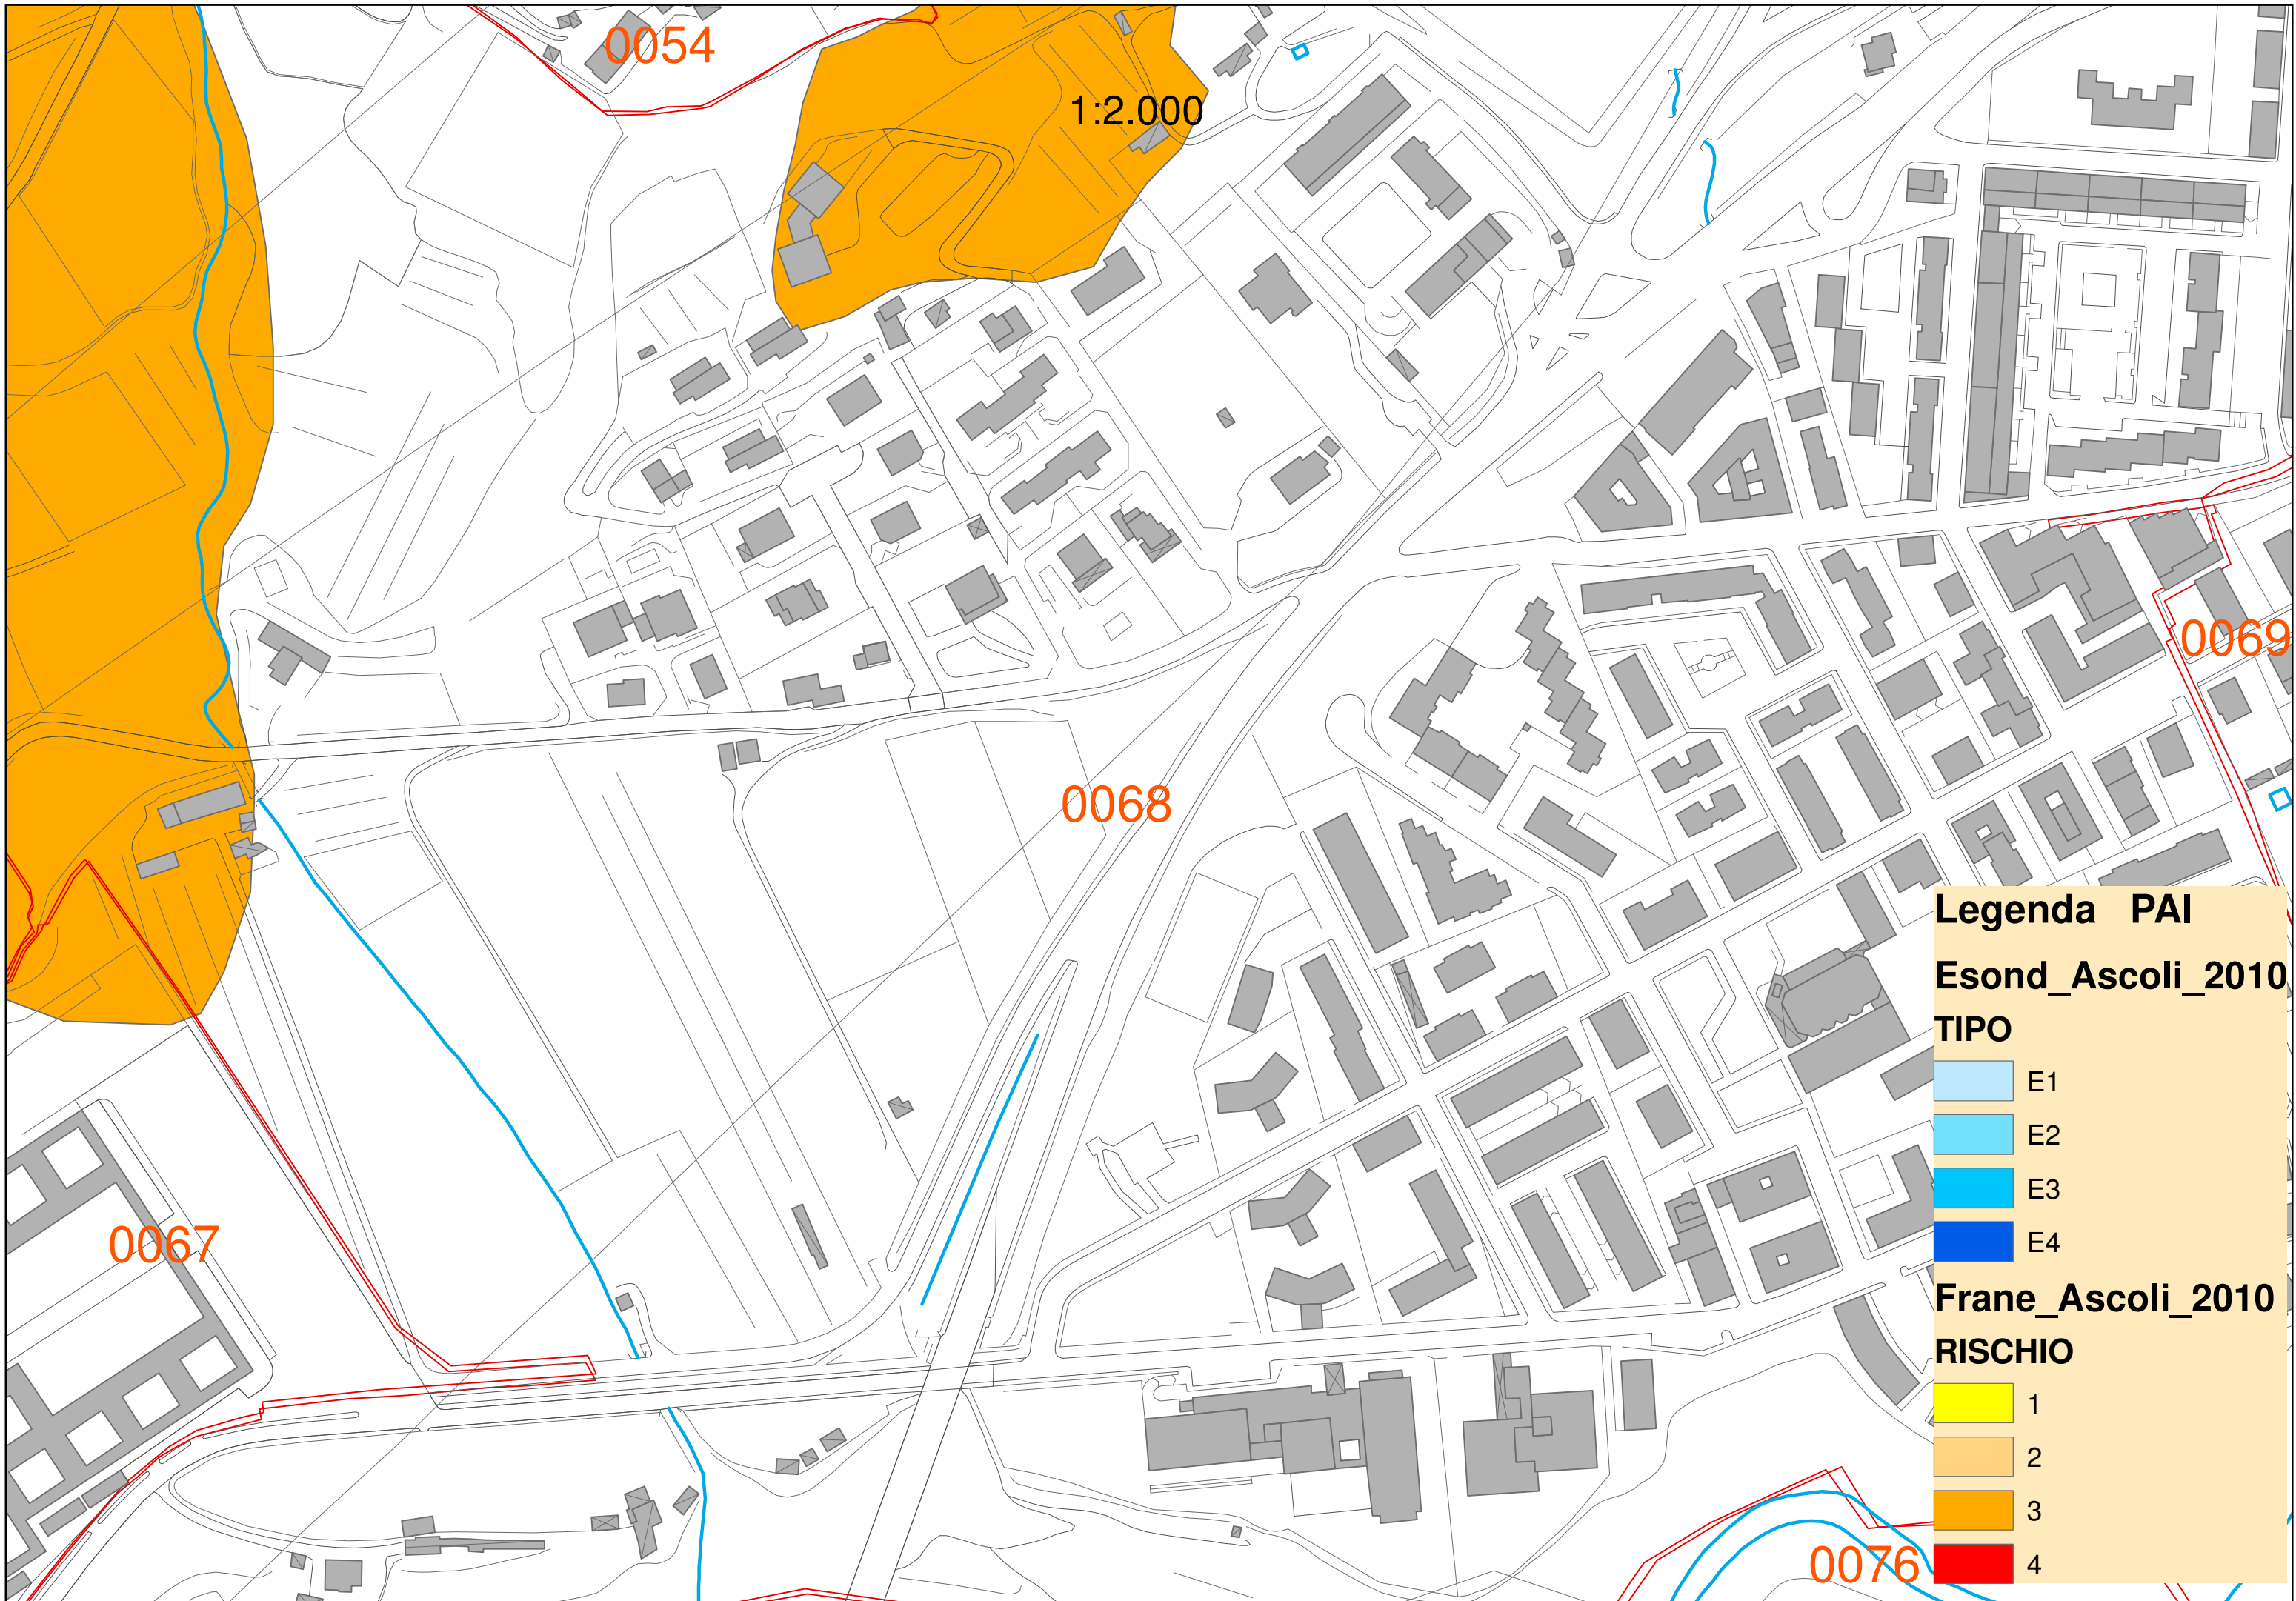 0054
1:2.000
0069
0068
0067
0076
Legenda PAI
Esond_Ascoli_2010
TIPO
E1
E2
E3
E4
Frane_Ascoli_2010
RISCHIO
1
2
3
4